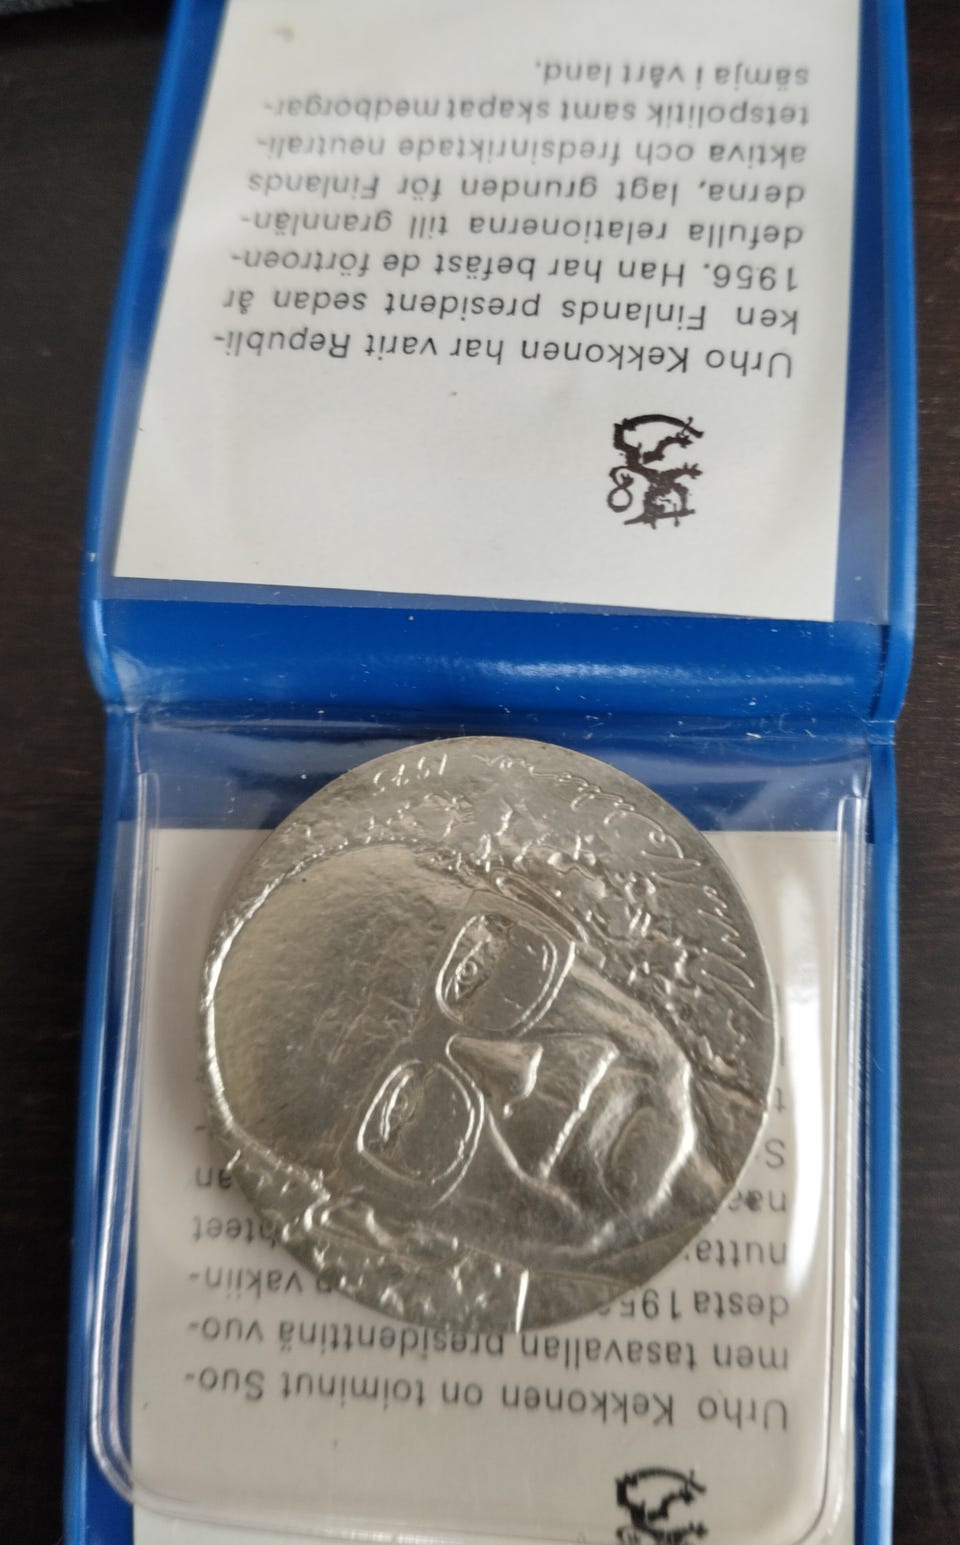 Urho Kekkonen on toiminut Suo-
men tasavallan presidenttinä vuo-
desta vakiin-
Urho Kekkonen har varit Republi-
ken Finlands president sedan år
1956. Han har befäst de förtroen-
defulla relationerna till grannlän-
derna, lagt grunden för Finlands
aktiva och fredsinriktade neutrali-
tetspolitik samt skapat medborgar-
sämja i vårt land.